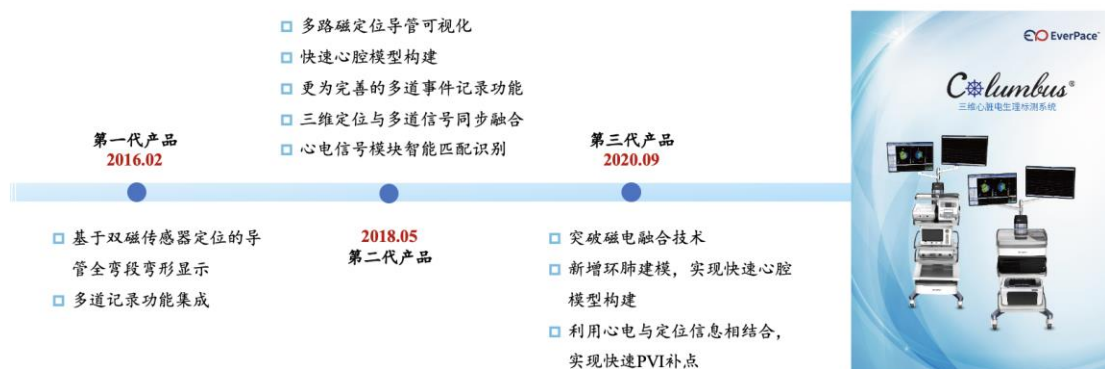 多路磁定位导管可视化
快速心腔模型构建
更为完善的多道事件记录功能
三维定位与多道信号同步融合
心电信号模块智能匹配识别
第一代产品
2016.02
第三代产品
2020.09
基于双磁传感器定位的导
管全弯段弯形显示
多道记录功能集成
2018.05
第二代产品
突破磁电融合技术
新增环肺建模，实现快速心腔
模型构建
利用心电与定位信息相结合，
实现快速PVI补点
EverPace
Columbus®
三维心脏电生理标测系统